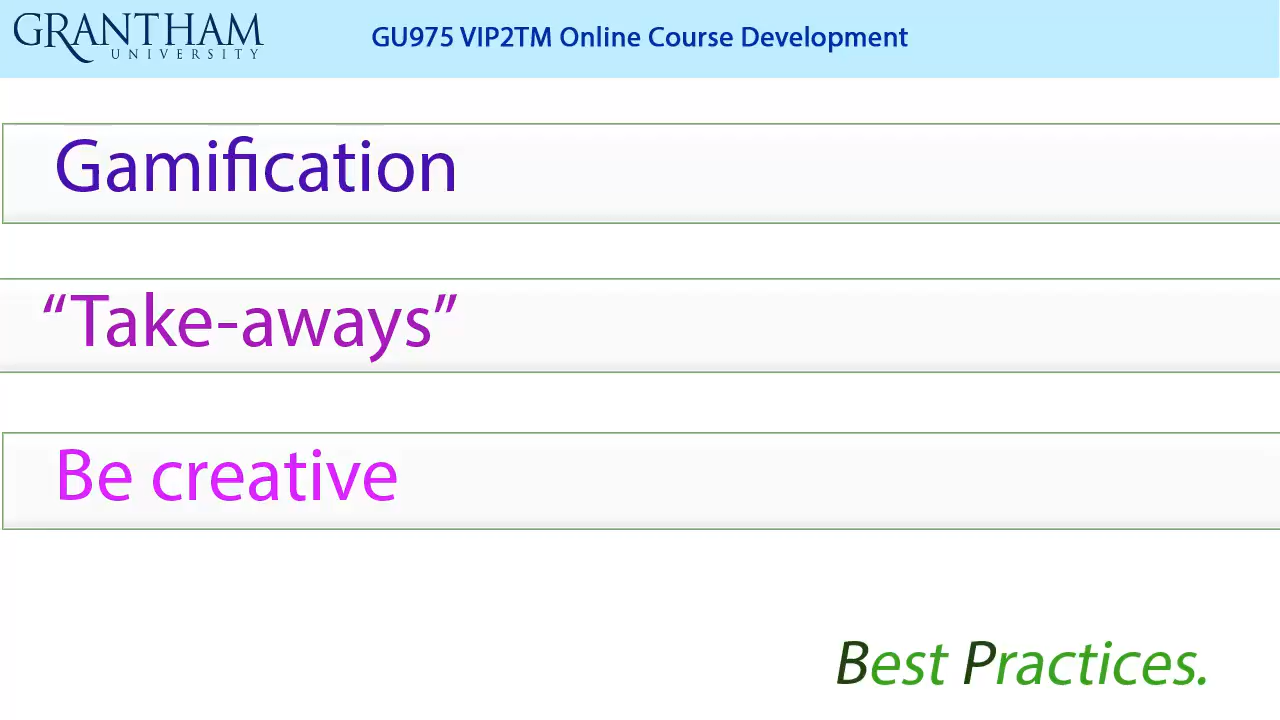 GRANTHAM
UNIVERSITY
GU975 VIP2TM Online Course Development
Gamification
“Take-aways”
Be creative
Best Practices.